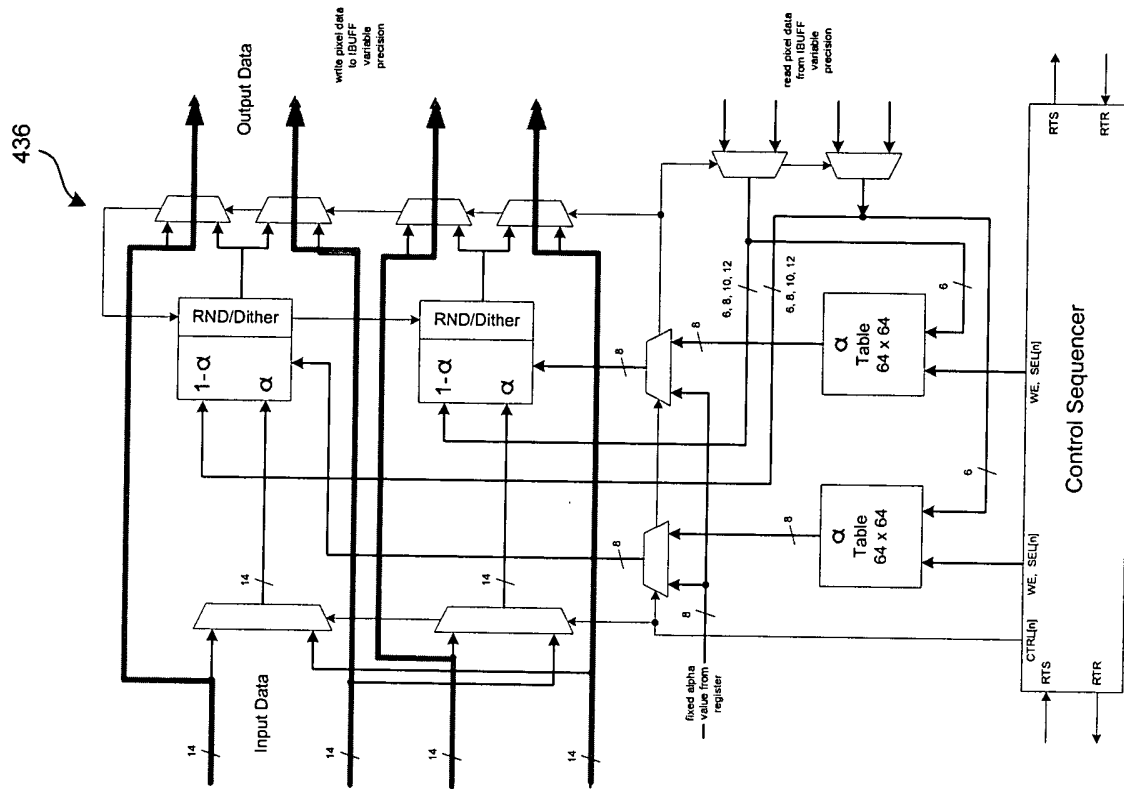 436
Output Data
write pixel data
to IBUFF
variable
precision
RND/Dither
1-α
α
RND/Dither
1-α
α
14
14
Input Data
14
14
14
14
read pixel data
from IBUFF
variable
precision
6, 8, 10, 12
6, 8, 10, 12
6
6
8
8
8
8
8
fixed alpha
value from
register
α
Table
64 x 64
α
Table
64 x 64
CTRL[n]
WE, SEL[n]
WE, SEL[n]
RTS
RTR
Control Sequencer
RTS
RTR